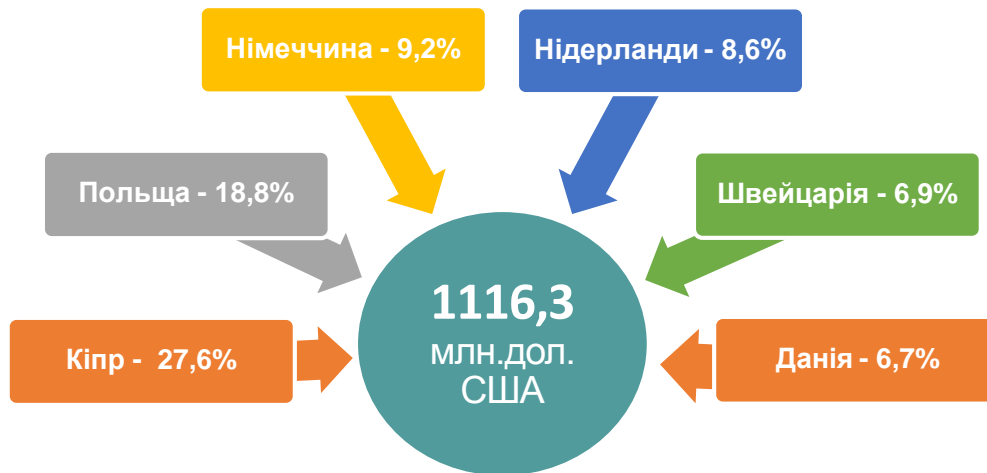 Німеччина - 9,2%
Нідерланди - 8,6%
Польща - 18,8%
Швейцарія - 6,9%
Кіпр - 27,6%
1116,3
млн.дол.
США
Данія - 6,7%